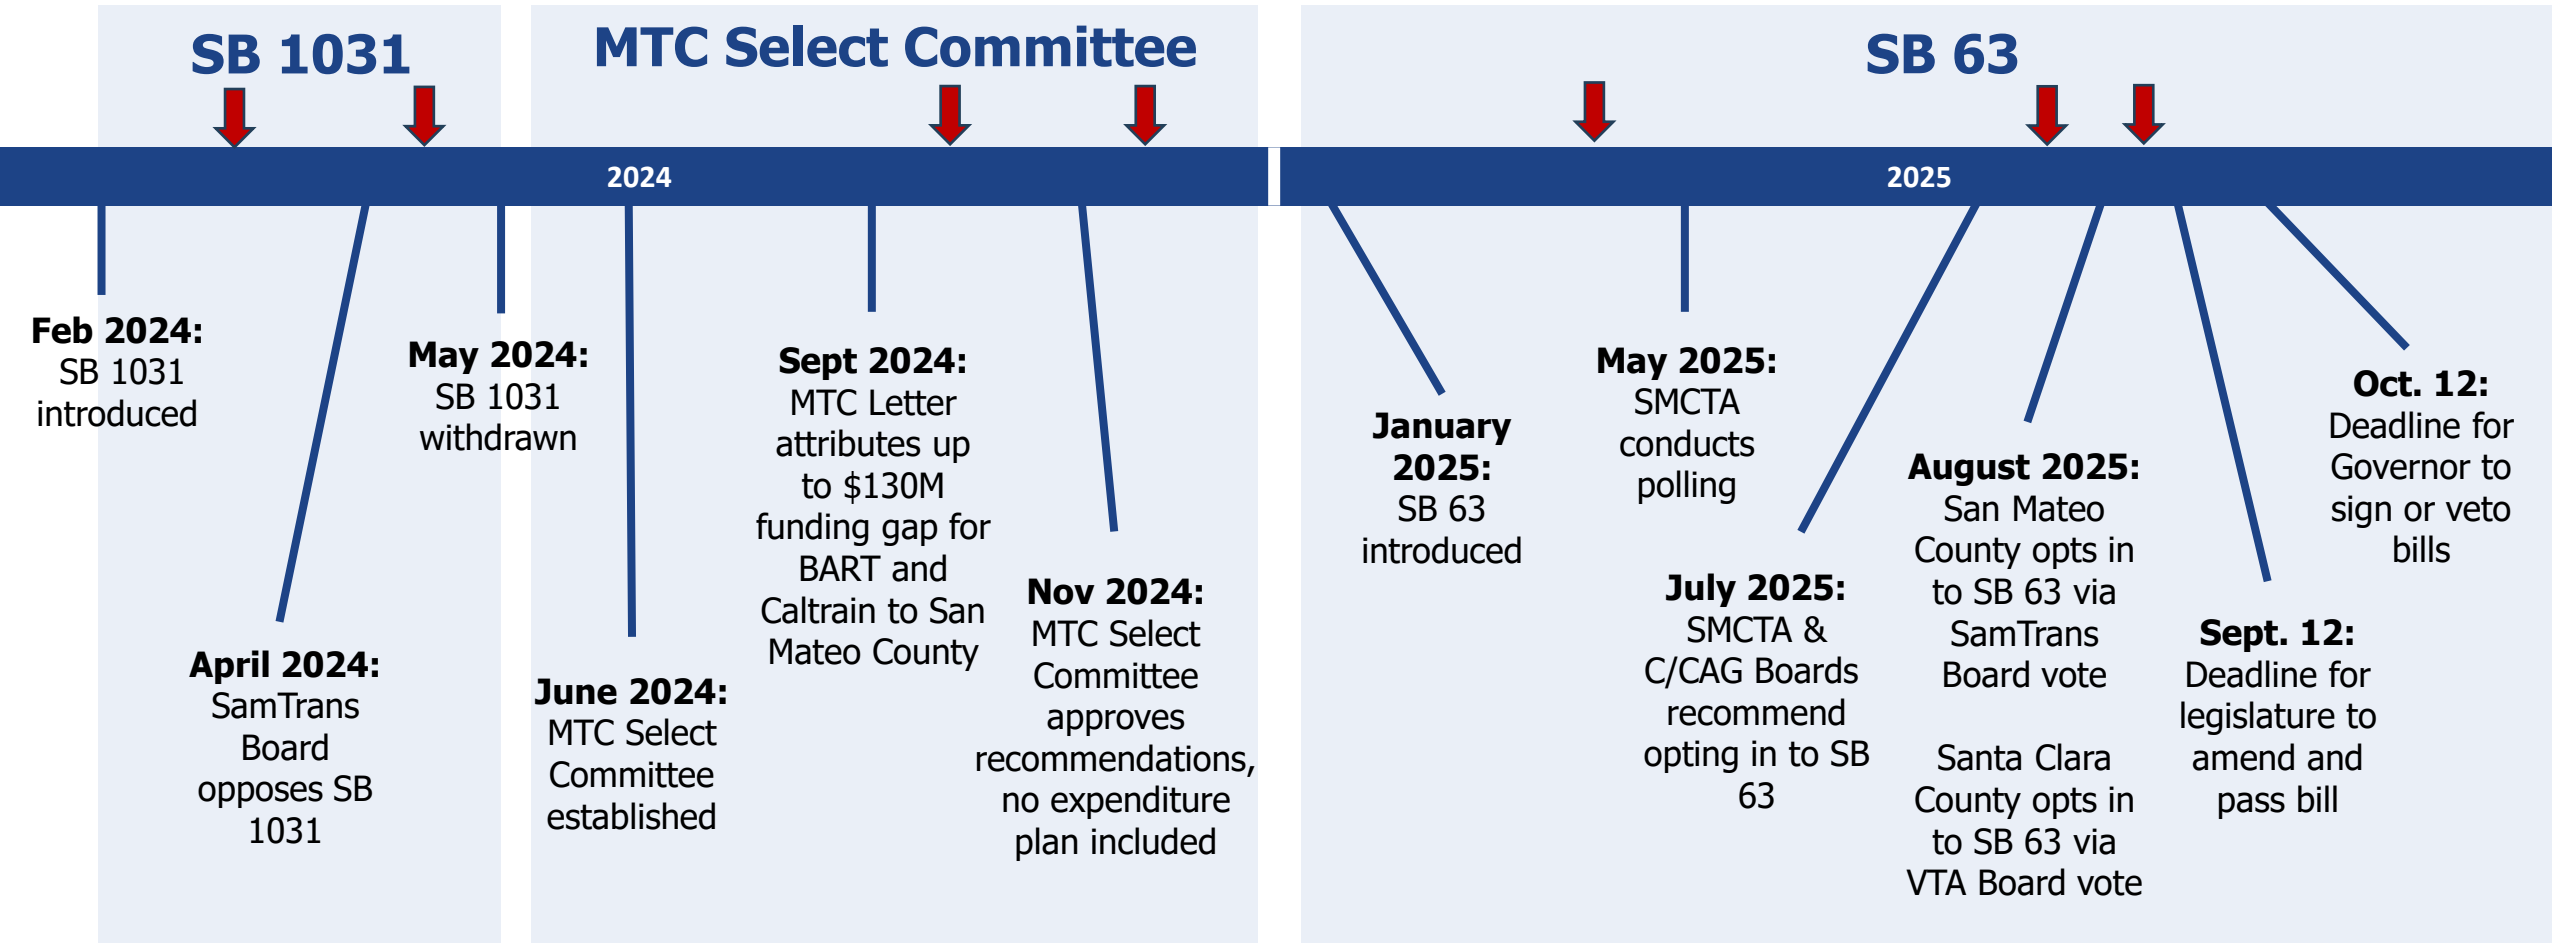 SB 1031
MTC Select Committee
SB 63
2024
2025
Feb 2024:
SB 1031
introduced
April 2024:
SamTrans
Board
opposes SB
1031
May 2024:
SB 1031
withdrawn
June 2024:
MTC Select
Committee
established
Sept 2024:
MTC Letter
attributes up
to $130M
funding gap for
BART and
Caltrain to San
Mateo County
Nov 2024:
MTC Select
Committee
approves
recommendations,
no expenditure
plan included
January
2025:
SB 63
introduced
May 2025:
SMCTA
conducts
polling
July 2025:
SMCTA &
C/CAG Boards
recommend
opting in to SB
63
August 2025:
San Mateo
County opts in
to SB 63 via
SamTrans
Board vote
Santa Clara
County opts in
to SB 63 via
VTA Board vote
Sept. 12:
Deadline for
legislature to
amend and
pass bill
Oct. 12:
Deadline for
Governor to
sign or veto
bills